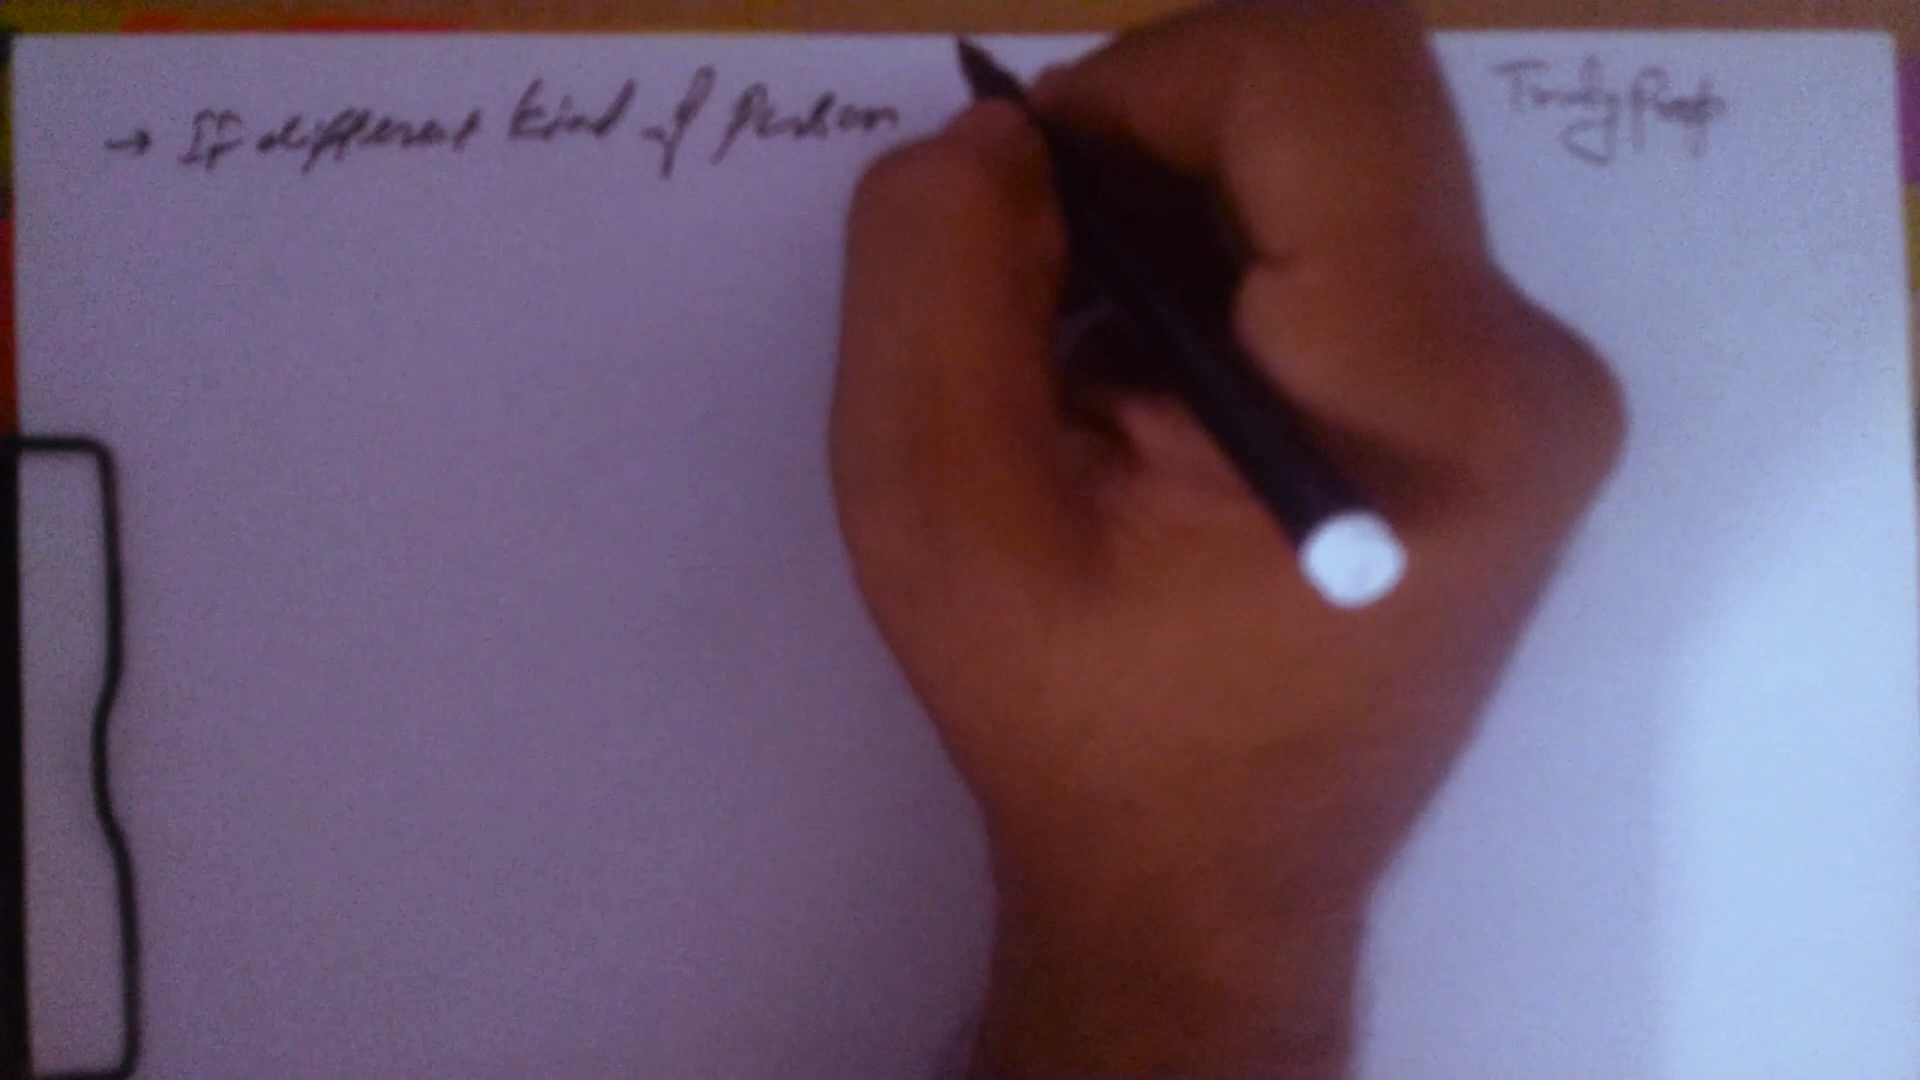 → If different kind of Person